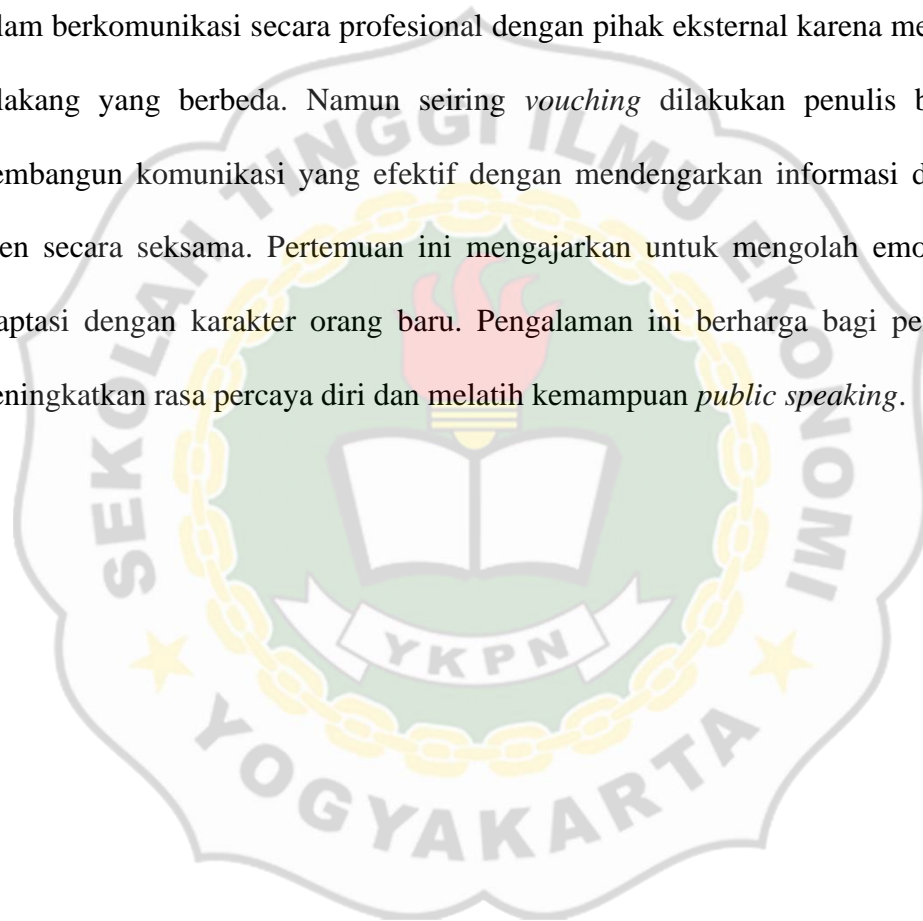 lam berkomunikasi secara profesional dengan pihak eksternal karena me
lakang yang berbeda. Namun seiring vouching dilakukan penulis b
embangun komunikasi yang efektif dengan mendengarkan informasi d
en secara seksama. Pertemuan ini mengajarkan untuk mengolah emo
aptasi dengan karakter orang baru. Pengalaman ini berharga bagi pe
eningkatkan rasa percaya diri dan melatih kemampuan public speaking.
SEKOLAH TINGGI ILMU EKONOMI
YKPN
YOGYAKARTA